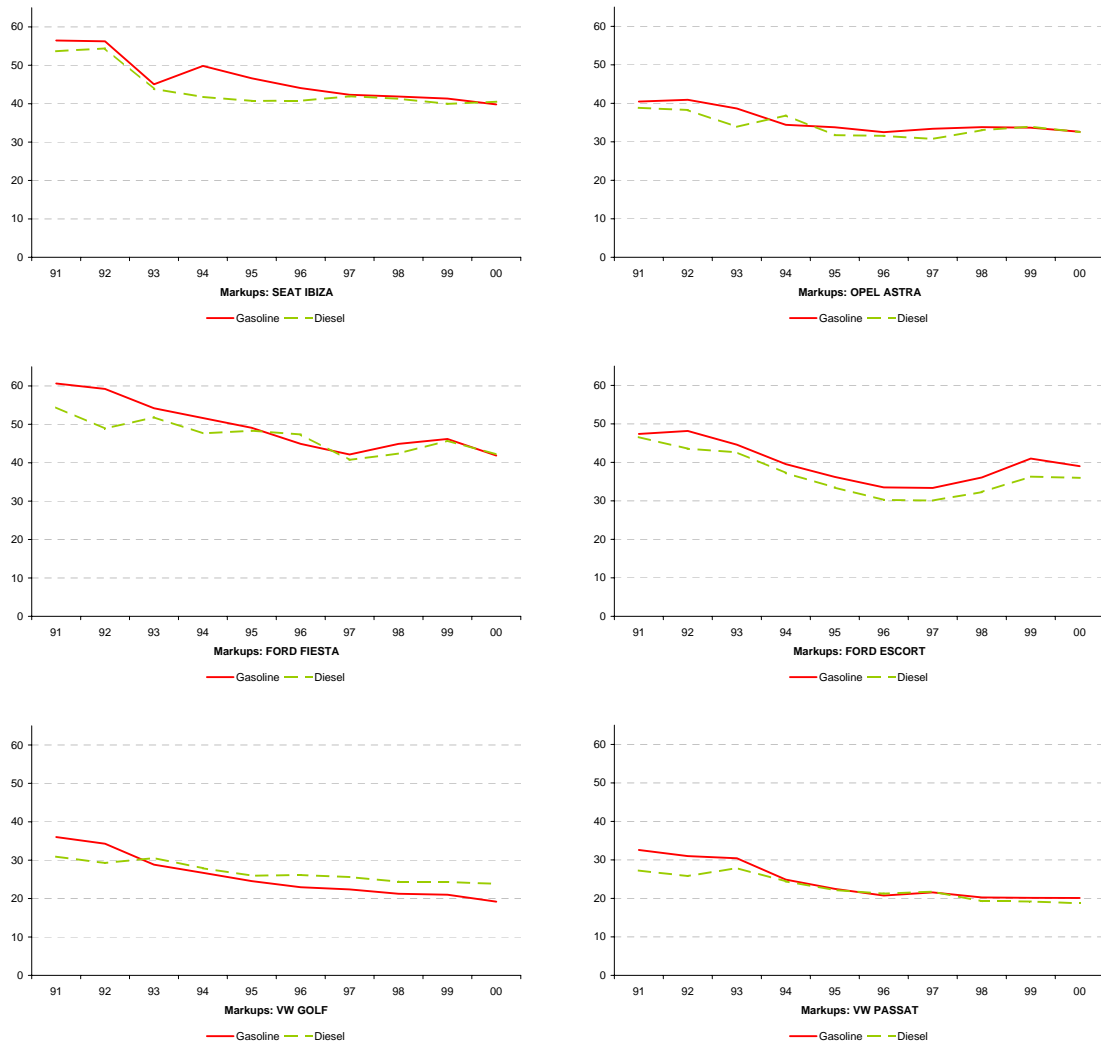 60
50
40
30
20
10
0
91 92 93 94 95 96 97 98 99 00
Markups: SEAT IBIZA
Gasoline Diesel
60
50
40
30
20
10
0
91 92 93 94 95 96 97 98 99 00
Markups: OPEL ASTRA
Gasoline Diesel
60
50
40
30
20
10
0
91 92 93 94 95 96 97 98 99 00
Markups: FORD FIESTA
Gasoline Diesel
60
50
40
30
20
10
0
91 92 93 94 95 96 97 98 99 00
Markups: FORD ESCORT
Gasoline Diesel
60
50
40
30
20
10
0
91 92 93 94 95 96 97 98 99 00
Markups: VW GOLF
Gasoline Diesel
60
50
40
30
20
10
0
91 92 93 94 95 96 97 98 99 00
Markups: VW PASSAT
Gasoline Diesel